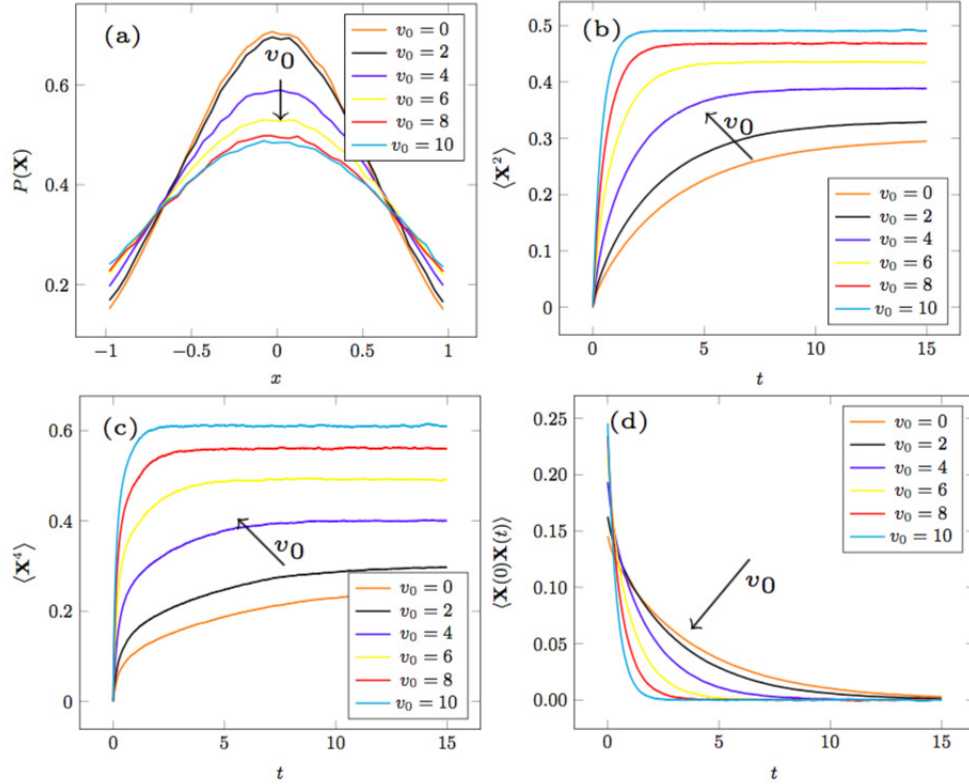 (a)
v₀
v₀ = 0
v₀ = 2
v₀ = 4
v₀ = 6
v₀ = 8
v₀ = 10
P(X)
0.6
0.4
0.2
−1
−0.5
0
0.5
1
x
(b)
v₀
v₀ = 0
v₀ = 2
v₀ = 4
v₀ = 6
v₀ = 8
v₀ = 10
⟨X²⟩
0.5
0.4
0.3
0.2
0.1
0
0
5
10
15
t
(c)
v₀
v₀ = 0
v₀ = 2
v₀ = 4
v₀ = 6
v₀ = 8
v₀ = 10
⟨X⁴⟩
0.6
0.4
0.2
0
0
5
10
15
t
(d)
v₀
v₀ = 0
v₀ = 2
v₀ = 4
v₀ = 6
v₀ = 8
v₀ = 10
⟨X(0)X(t)⟩
0.25
0.20
0.15
0.10
0.05
0.00
0
5
10
15
t